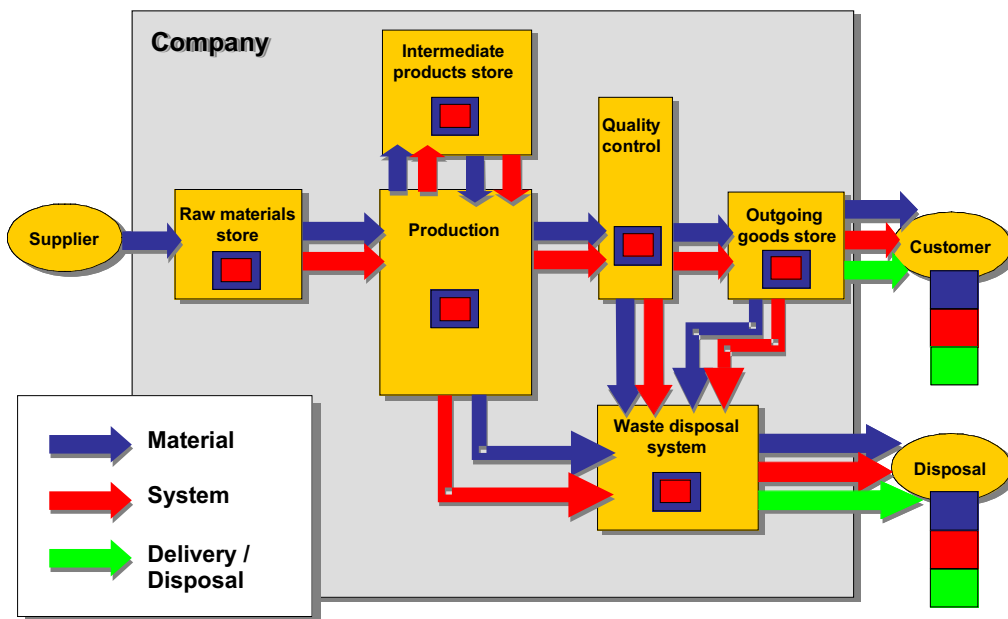 Company
Intermediate
products store
Quality
control
Supplier
Raw materials
store
Production
Outgoing
goods store
Customer
Waste disposal
system
Disposal
Material
System
Delivery /
Disposal